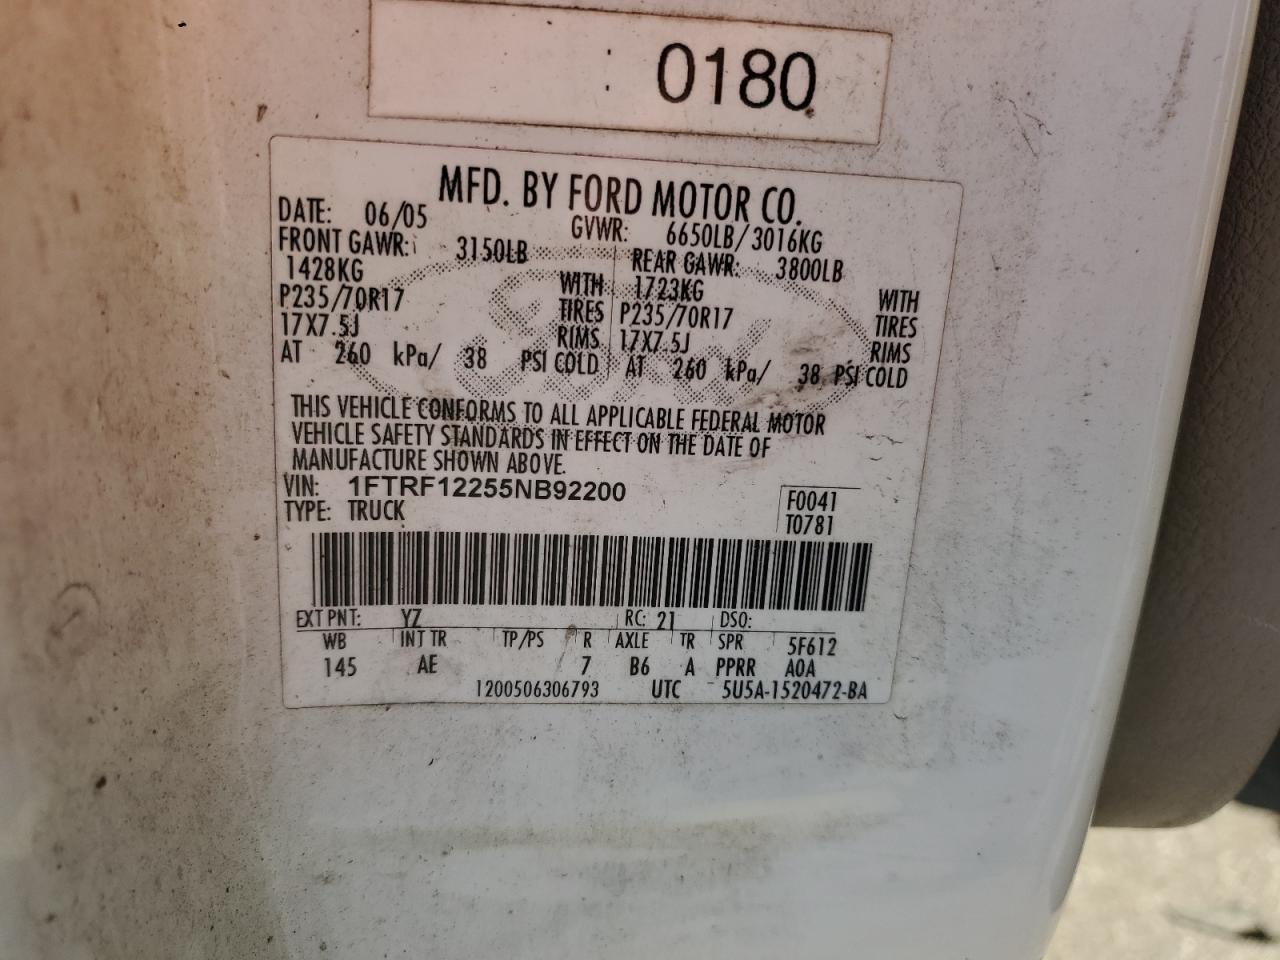 : 0180
MFD. BY FORD MOTOR CO.
DATE: 06/05 GVWR: 6650LB/3016KG
FRONT GAWR: 3150LB REAR GAWR: 3800LB
1428KG WITH 1723KG WITH
P235/70R17 TIRES P235/70R17 TIRES
17X7.5J RIMS 17X7.5J RIMS
AT 260 kPa/ 38 PSI COLD AT 260 kPa/ 38 PSI COLD
THIS VEHICLE CONFORMS TO ALL APPLICABLE FEDERAL MOTOR
VEHICLE SAFETY STANDARDS IN EFFECT ON THE DATE OF
MANUFACTURE SHOWN ABOVE.
VIN: 1FTRF12255NB92200
F0041
TYPE: TRUCK
T0781
EXT PNT: YZ RC: 21 DSO:
WB INT TR TP/PS R AXLE TR SPR 5F612
145 AE 7 B6 A PPRR A0A
1200506306793 UTC 5U5A-1520472-BA